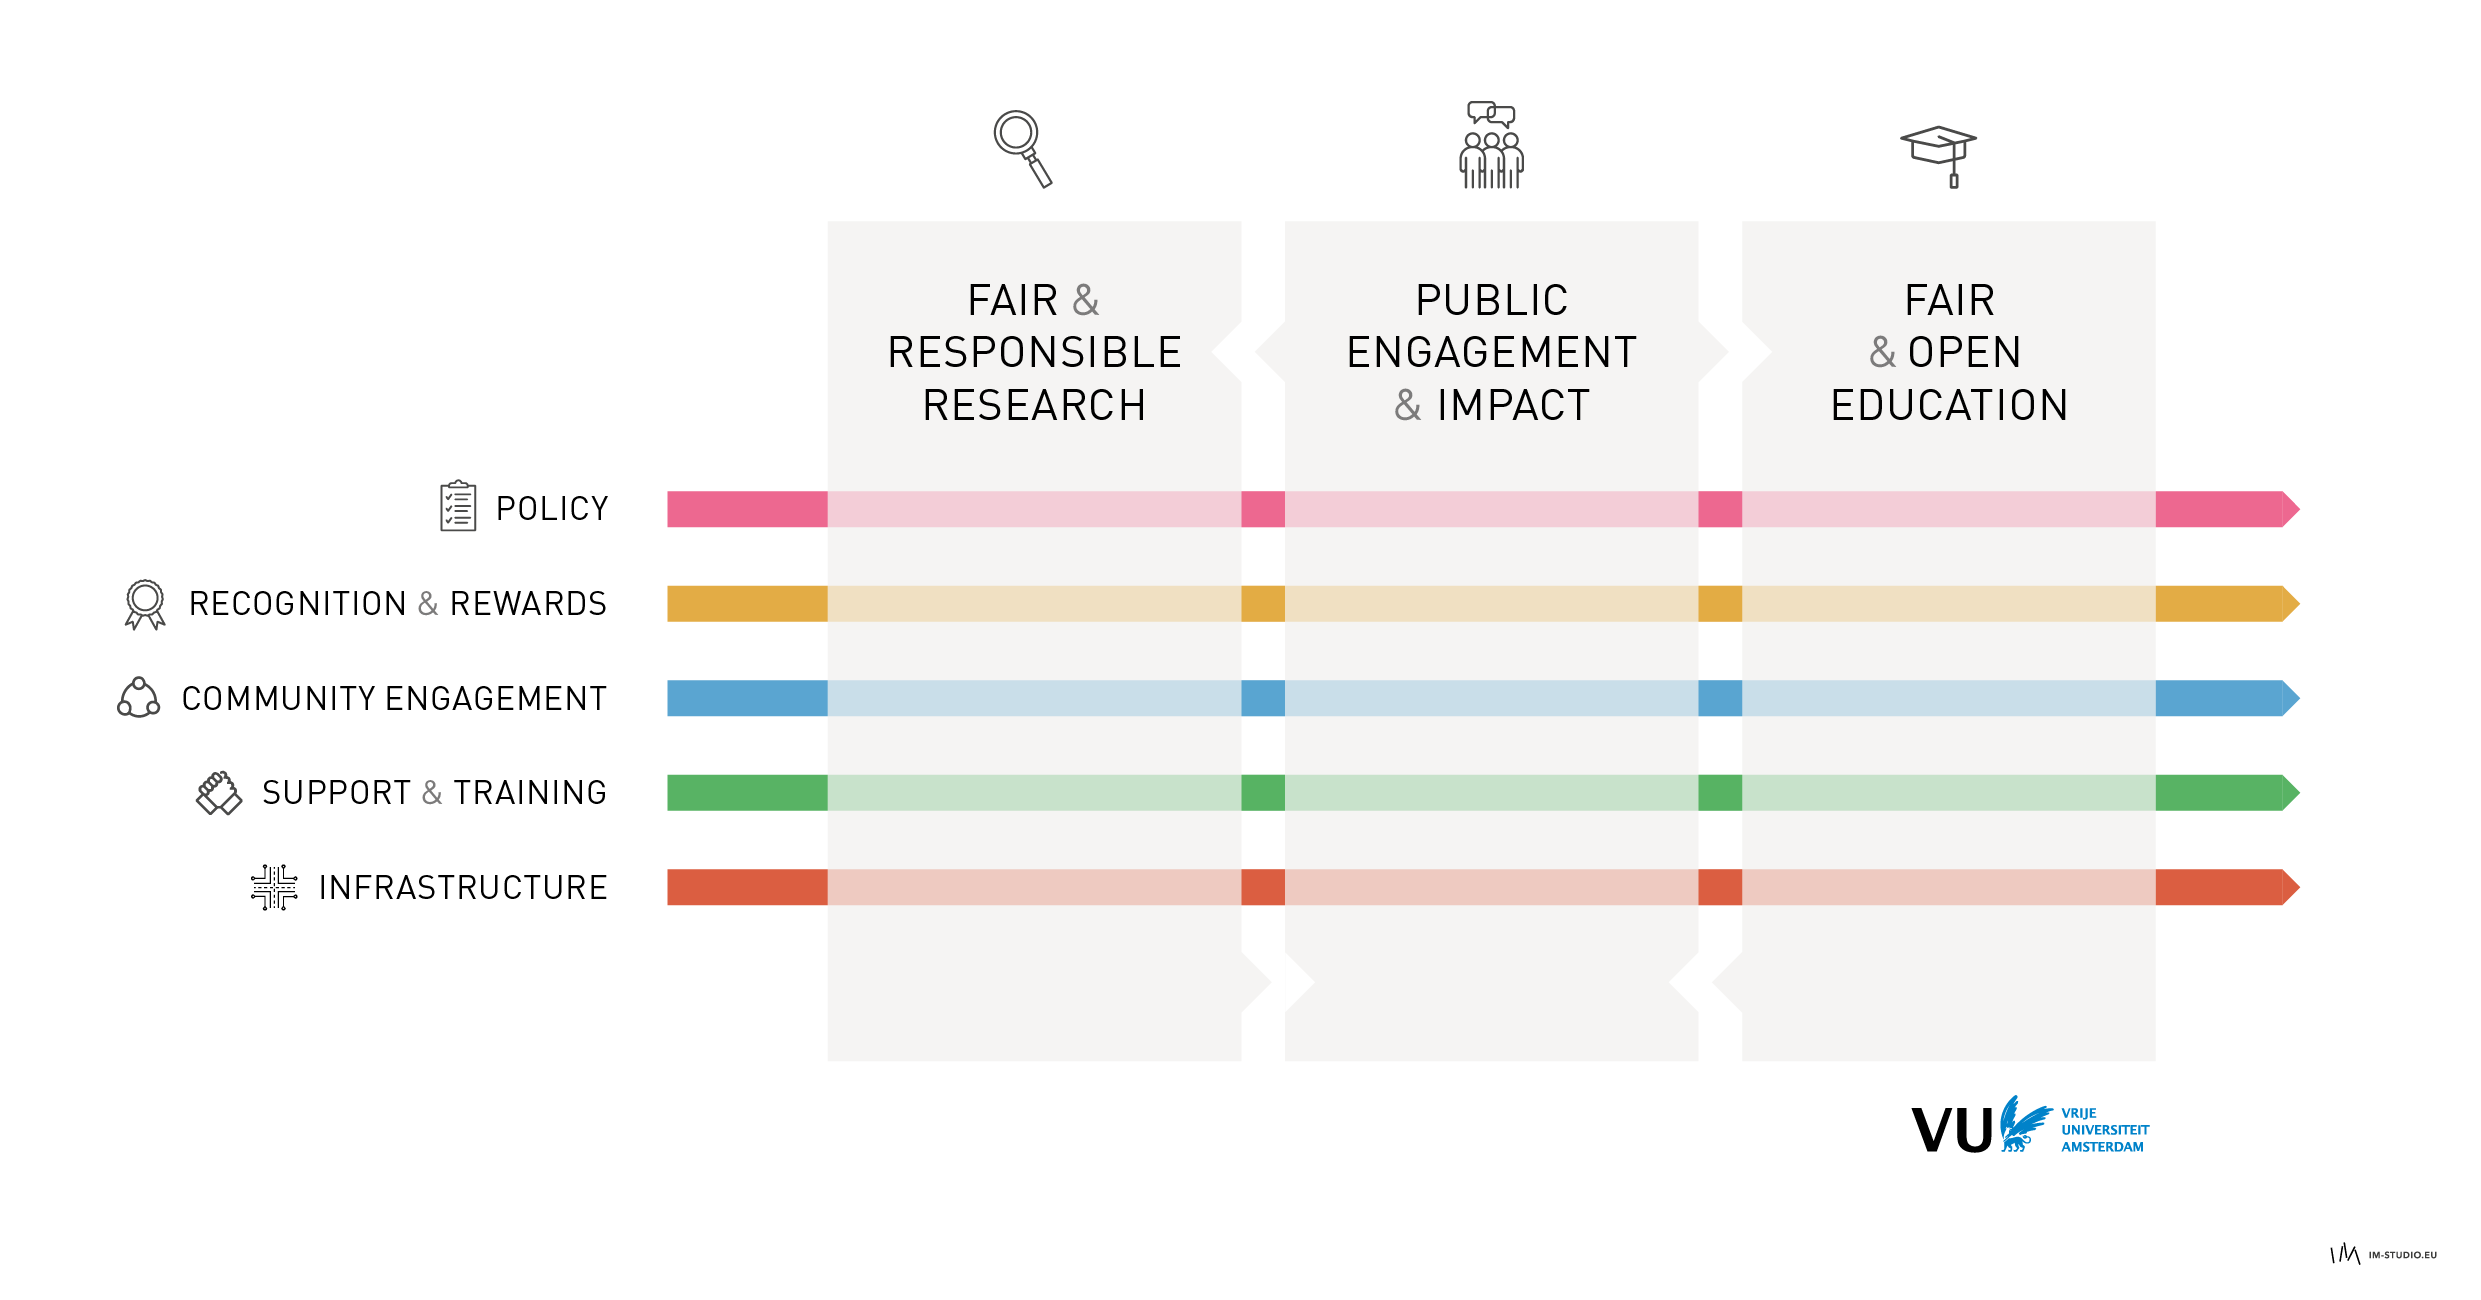 FAIR &
RESPONSIBLE
RESEARCH
PUBLIC
ENGAGEMENT
& IMPACT
FAIR
& OPEN
EDUCATION
POLICY
RECOGNITION & REWARDS
COMMUNITY ENGAGEMENT
SUPPORT & TRAINING
INFRASTRUCTURE
VU
VRIJE
UNIVERSITEIT
AMSTERDAM
IM-STUDIO.EU